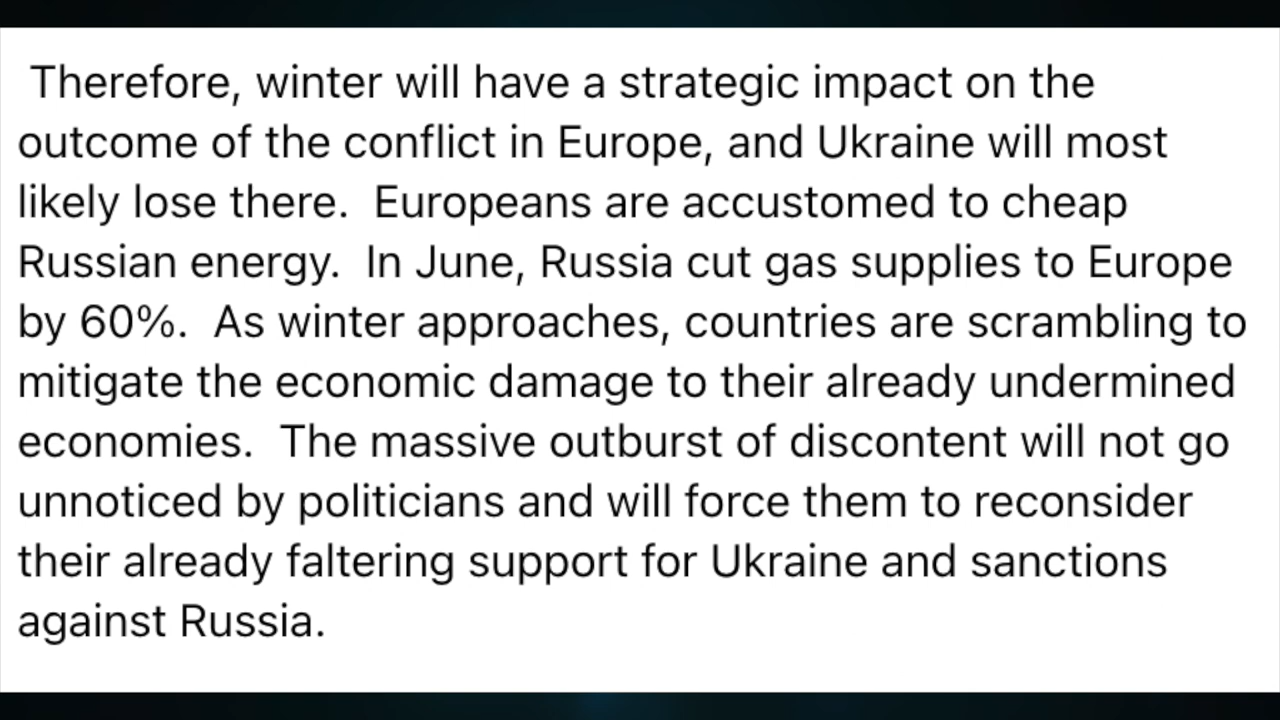 Therefore, winter will have a strategic impact on the
outcome of the conflict in Europe, and Ukraine will most
likely lose there.  Europeans are accustomed to cheap
Russian energy.  In June, Russia cut gas supplies to Europe
by 60%.  As winter approaches, countries are scrambling to
mitigate the economic damage to their already undermined
economies.  The massive outburst of discontent will not go
unnoticed by politicians and will force them to reconsider
their already faltering support for Ukraine and sanctions
against Russia.